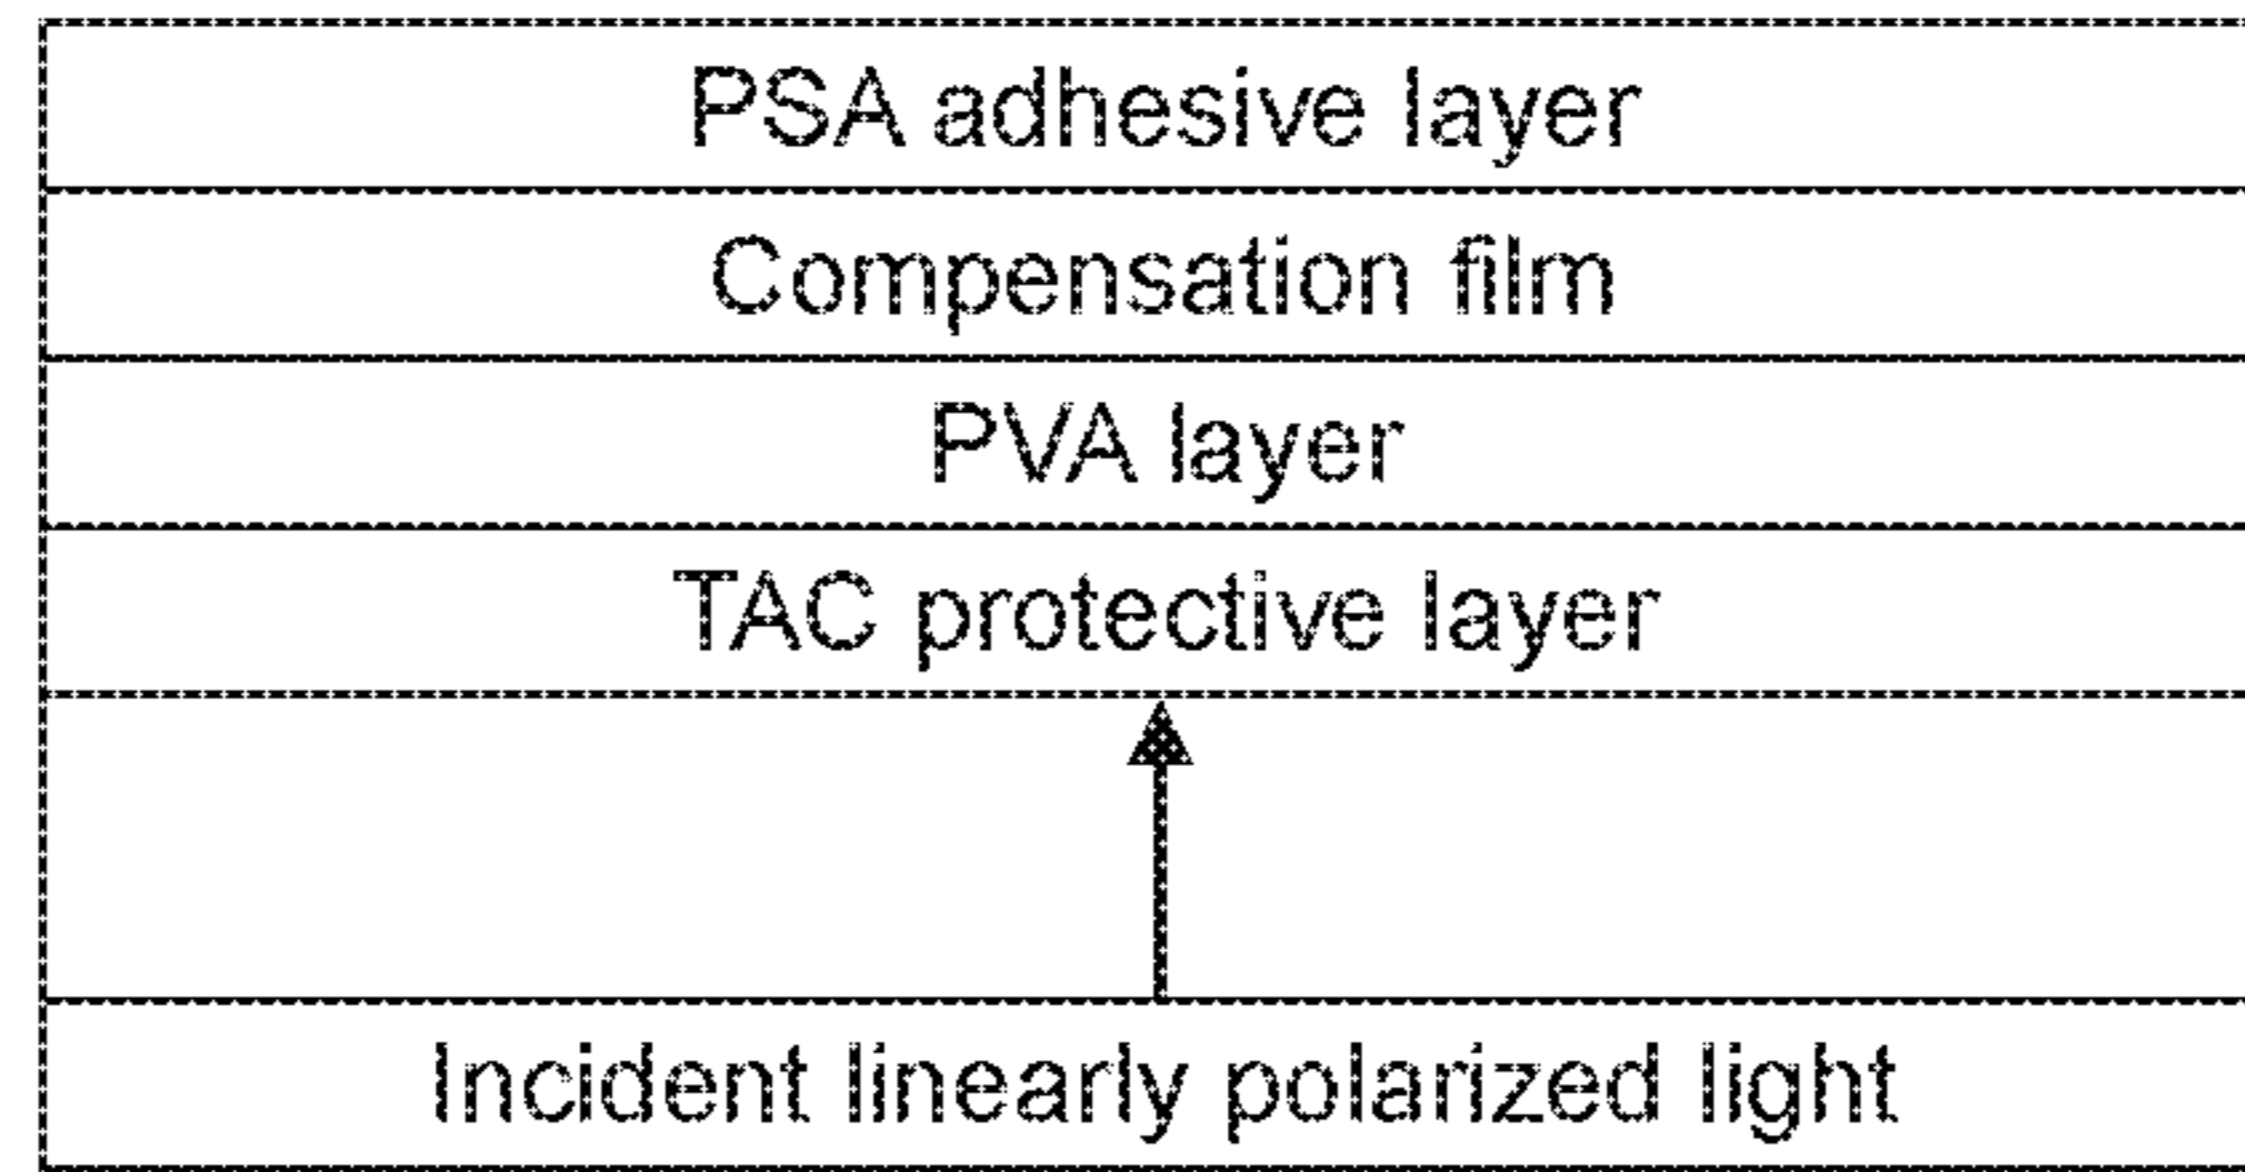 PSA adhesive layer
Compensation film
PVA layer
TAC protective layer
Incident linearly polarized light